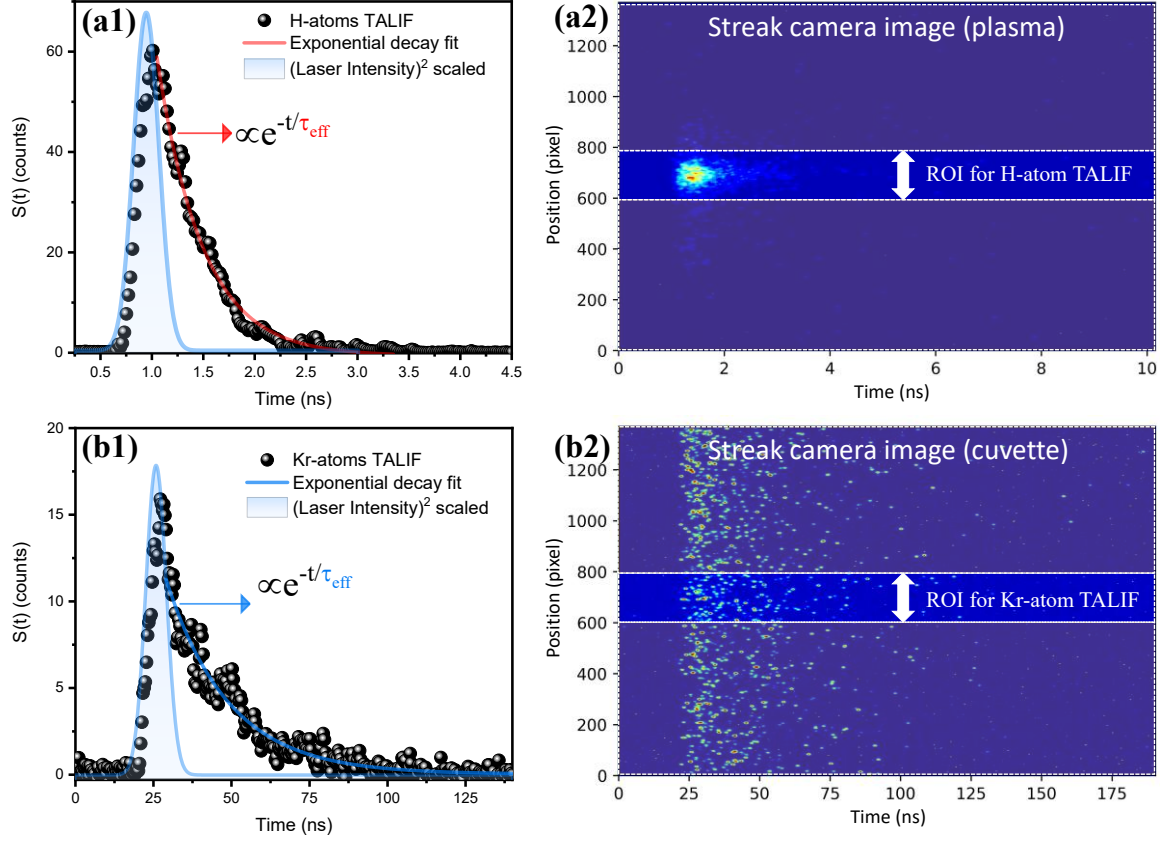 (a1)
H-atoms TALIF
Exponential decay fit
(Laser Intensity)² scaled
∝e^-t/τ_eff
S(t) (counts)
60
40
20
0
0.5 1.0 1.5 2.0 2.5 3.0 3.5 4.0 4.5
Time (ns)
(a2)
Streak camera image (plasma)
ROI for H-atom TALIF
Position (pixel)
1200
1000
800
600
400
200
0
0 2 4 6 8 10
Time (ns)
(b1)
Kr-atoms TALIF
Exponential decay fit
(Laser Intensity)² scaled
∝e^-t/τ_eff
S(t) (counts)
20
15
10
5
0
0 25 50 75 100 125
Time (ns)
(b2)
Streak camera image (cuvette)
ROI for Kr-atom TALIF
Position (pixel)
1200
1000
800
600
400
200
0
0 25 50 75 100 125 150 175
Time (ns)